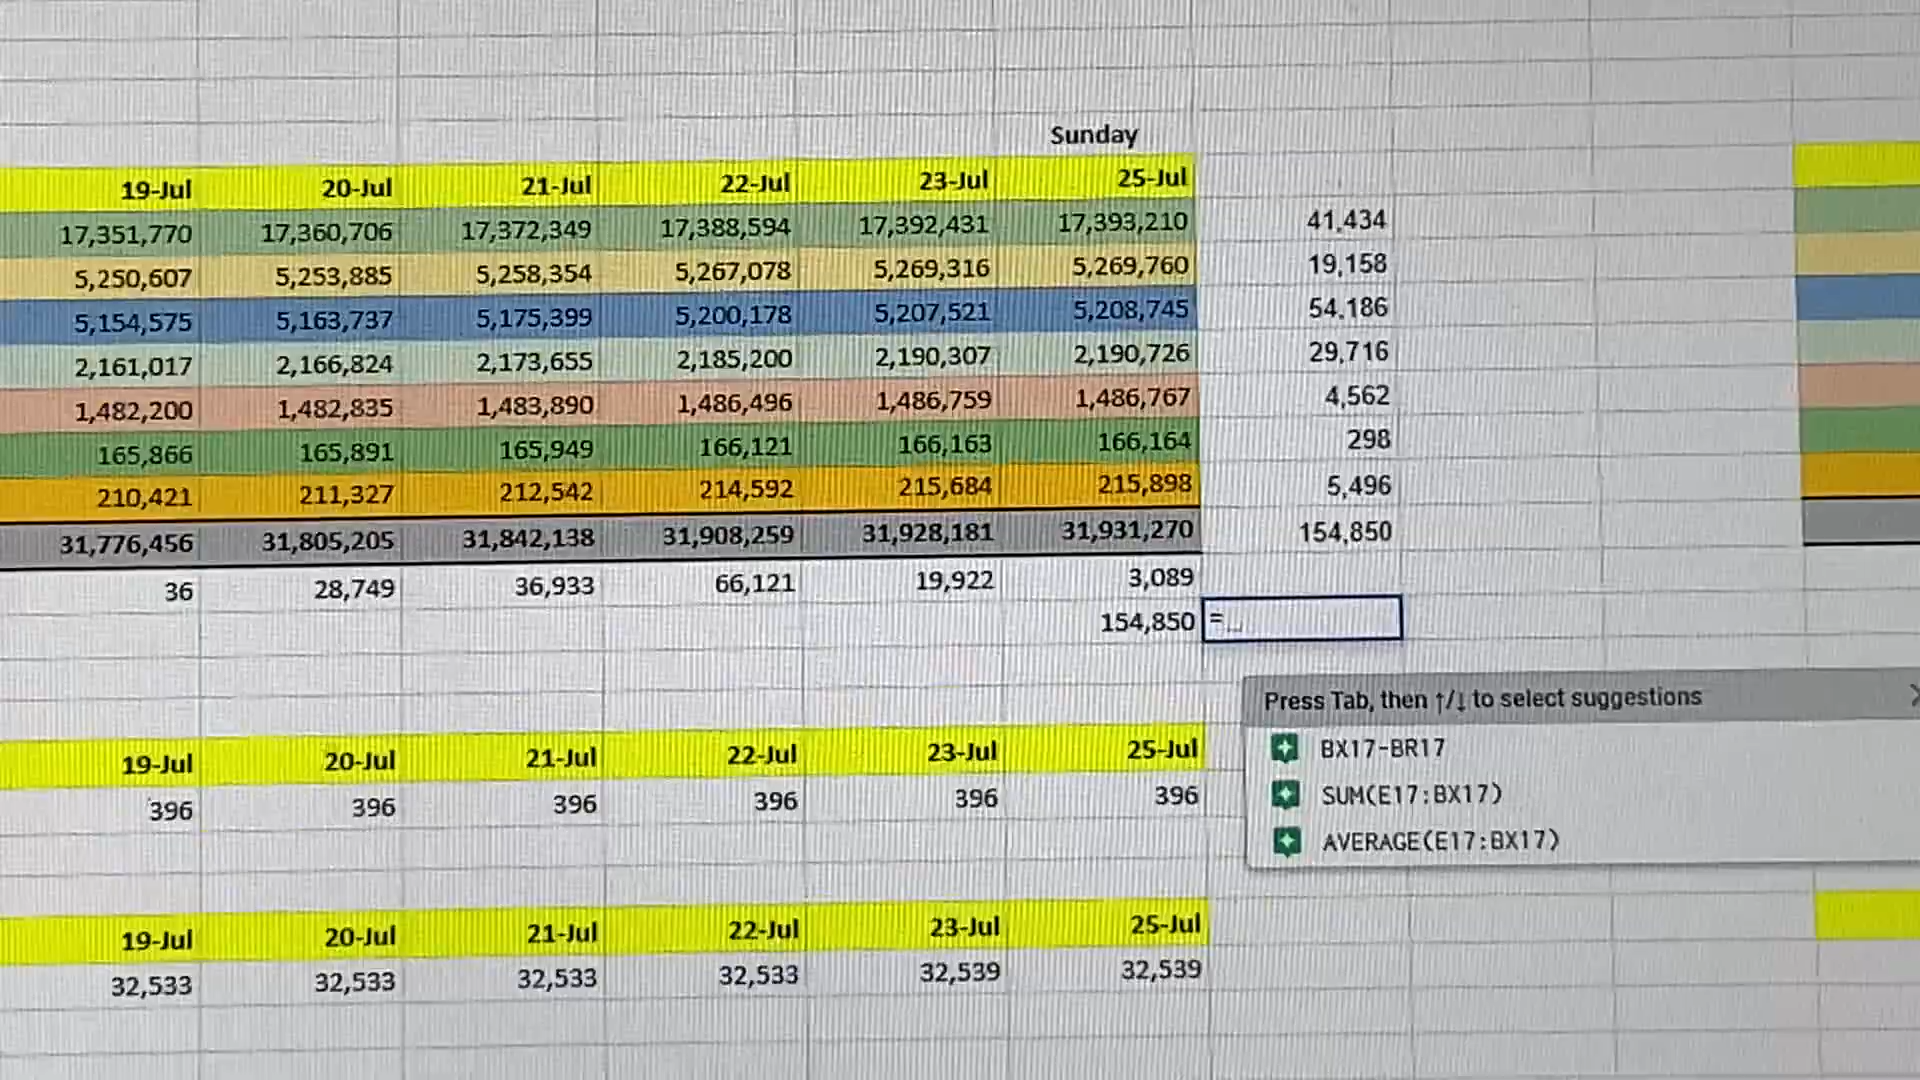 Sunday
19-Jul 20-Jul 21-Jul 22-Jul 23-Jul 25-Jul
17,351,770 17,360,706 17,372,349 17,388,594 17,392,431 17,393,210 41,434
5,250,607 5,253,885 5,258,354 5,267,078 5,269,316 5,269,760 19,158
5,154,575 5,163,737 5,175,399 5,200,178 5,207,521 5,208,745 54,186
2,161,017 2,166,824 2,173,655 2,185,200 2,190,307 2,190,726 29,716
1,482,200 1,482,835 1,483,890 1,486,496 1,486,759 1,486,767 4,562
165,866 165,891 165,949 166,121 166,163 166,164 298
210,421 211,327 212,542 214,592 215,684 215,898 5,496
31,776,456 31,805,205 31,842,138 31,908,259 31,928,181 31,931,270 154,850
36 28,749 36,933 66,121 19,922 3,089
154,850 =
Press Tab, then ↑/↓ to select suggestions
BX17-BR17
SUM(E17:BX17)
AVERAGE(E17:BX17)
19-Jul 20-Jul 21-Jul 22-Jul 23-Jul 25-Jul
396 396 396 396 396 396
19-Jul 20-Jul 21-Jul 22-Jul 23-Jul 25-Jul
32,533 32,533 32,533 32,533 32,539 32,539